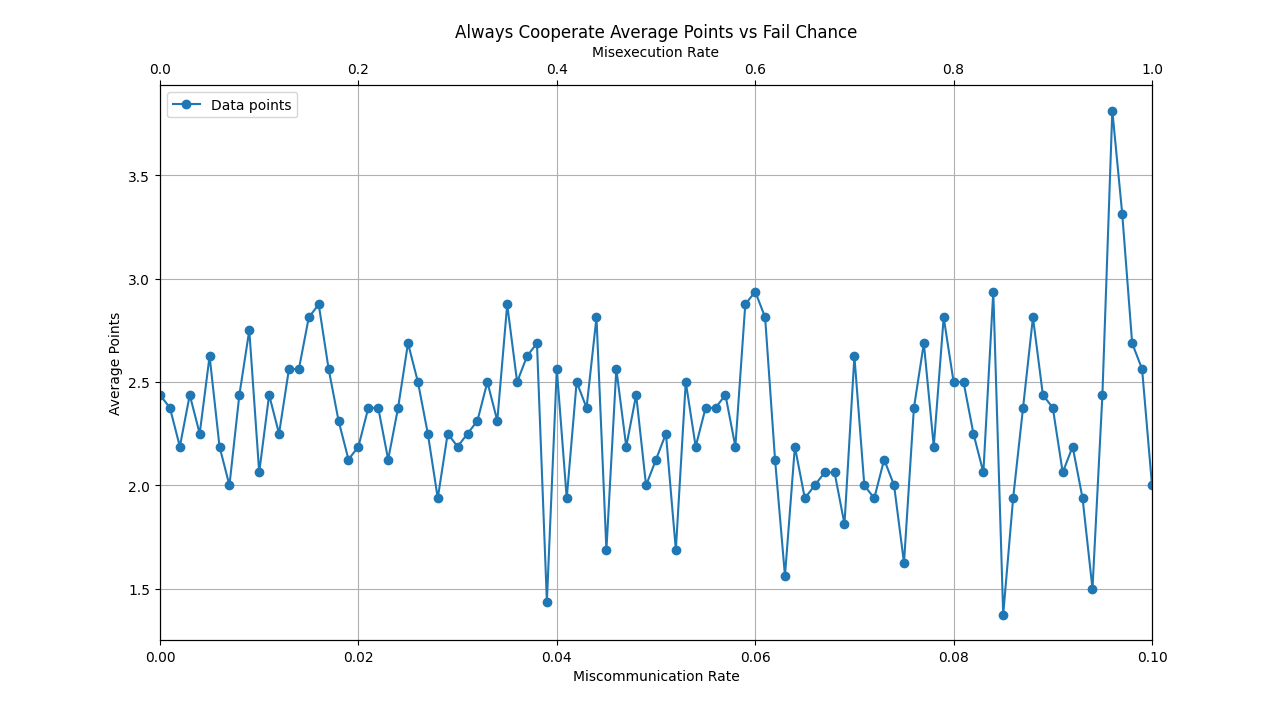 Always Cooperate Average Points vs Fail Chance
Misexecution Rate
0.0 0.2 0.4 0.6 0.8 1.0
Data points
3.5
3.0
2.5
2.0
1.5
Average Points
0.00 0.02 0.04 0.06 0.08 0.10
Miscommunication Rate